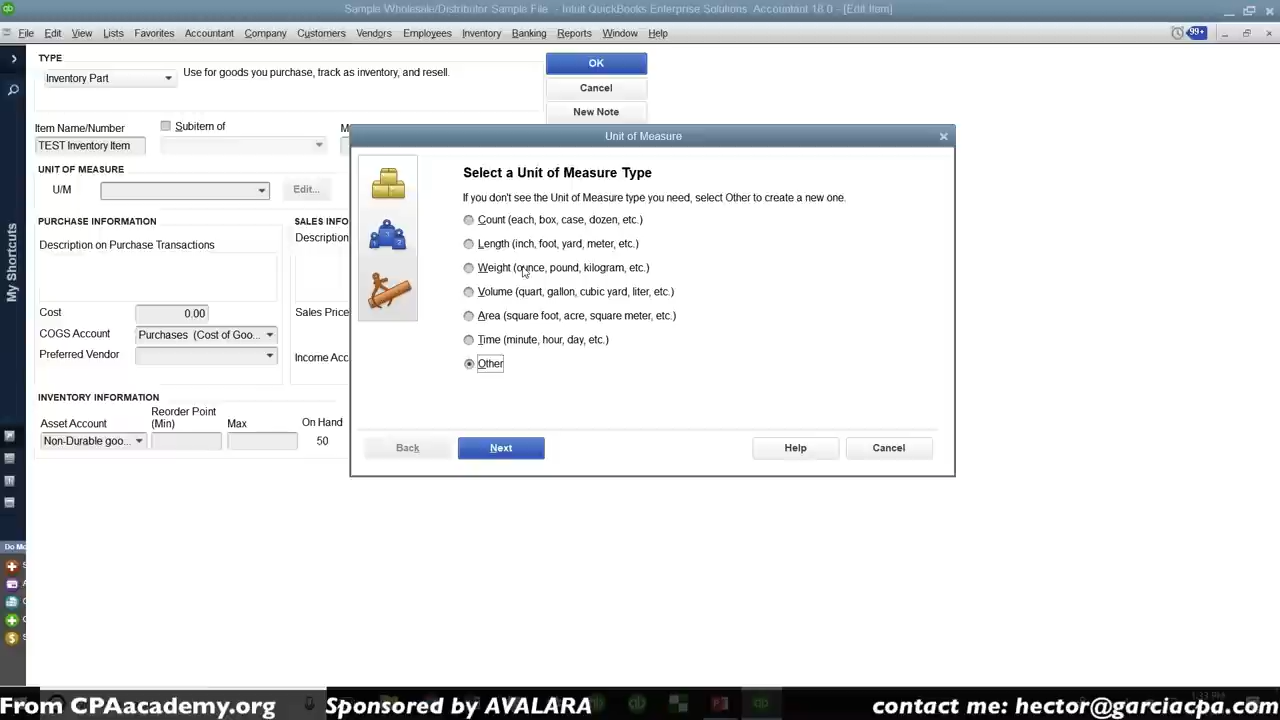 Sample Wholesale/Distributor Sample File - Intuit QuickBooks Enterprise Solutions Accountant 18.0 - [Edit Item]
File Edit View Lists Favorites Accountant Company Customers Vendors Employees Inventory Banking Reports Window Help
99+
TYPE
Inventory Part
Use for goods you purchase, track as inventory, and resell.
OK
Cancel
New Note
Item Name/Number
Subitem of
TEST Inventory Item
UNIT OF MEASURE
U/M
Edit...
PURCHASE INFORMATION
SALES INFO
Description on Purchase Transactions
Description
Cost
0.00
Sales Price
COGS Account
Purchases (Cost of Goo...
Preferred Vendor
Income Acc
INVENTORY INFORMATION
Asset Account
Reorder Point (Min)
Max
On Hand
Non-Durable goo...
50
My Shortcuts
Do Mo
Unit of Measure
Select a Unit of Measure Type
If you don't see the Unit of Measure type you need, select Other to create a new one.
Count (each, box, case, dozen, etc.)
Length (inch, foot, yard, meter, etc.)
Weight (ounce, pound, kilogram, etc.)
Volume (quart, gallon, cubic yard, liter, etc.)
Area (square foot, acre, square meter, etc.)
Time (minute, hour, day, etc.)
Other
Back
Next
Help
Cancel
From CPAacademy.org
Sponsored by AVALARA
contact me: hector@garciacpa.com